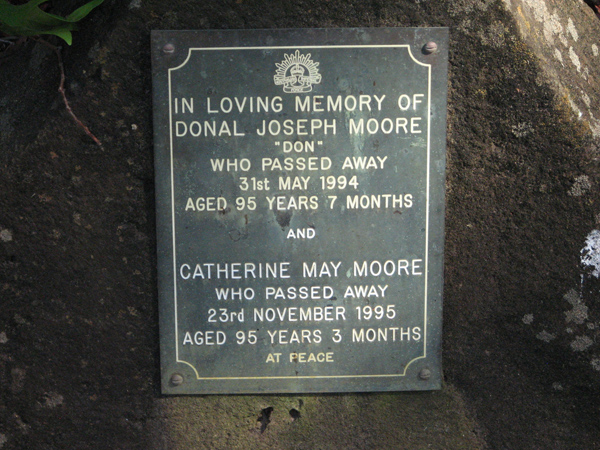 IN LOVING MEMORY OF
DONAL JOSEPH MOORE
"DON"
WHO PASSED AWAY
31st MAY 1994
AGED 95 YEARS 7 MONTHS
AND
CATHERINE MAY MOORE
WHO PASSED AWAY
23rd NOVEMBER 1995
AGED 95 YEARS 3 MONTHS
AT PEACE